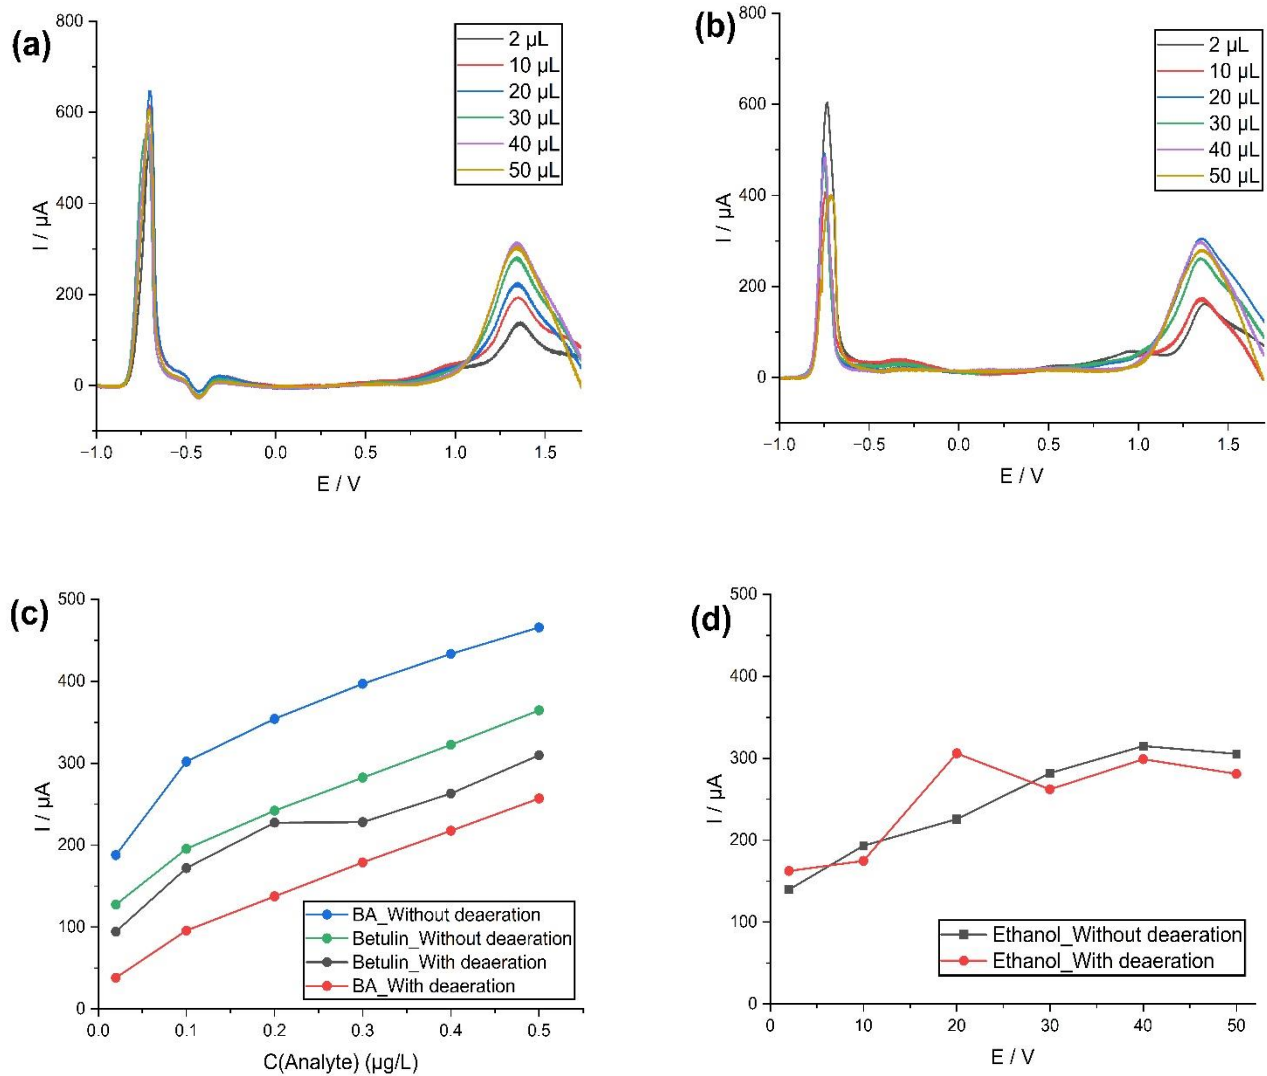 (a)
800
600
400
200
0
I / µA
2 µL
10 µL
20 µL
30 µL
40 µL
50 µL
−1.0 −0.5 0.0 0.5 1.0 1.5
E / V
(b)
800
600
400
200
0
I / µA
2 µL
10 µL
20 µL
30 µL
40 µL
50 µL
−1.0 −0.5 0.0 0.5 1.0 1.5
E / V
(c)
500
400
300
200
100
0
I / µA
BA_Without deaeration
Betulin_Without deaeration
Betulin_With deaeration
BA_With deaeration
0.0 0.1 0.2 0.3 0.4 0.5
C(Analyte) (µg/L)
(d)
500
400
300
200
100
0
I / µA
Ethanol_Without deaeration
Ethanol_With deaeration
0 10 20 30 40 50
E / V